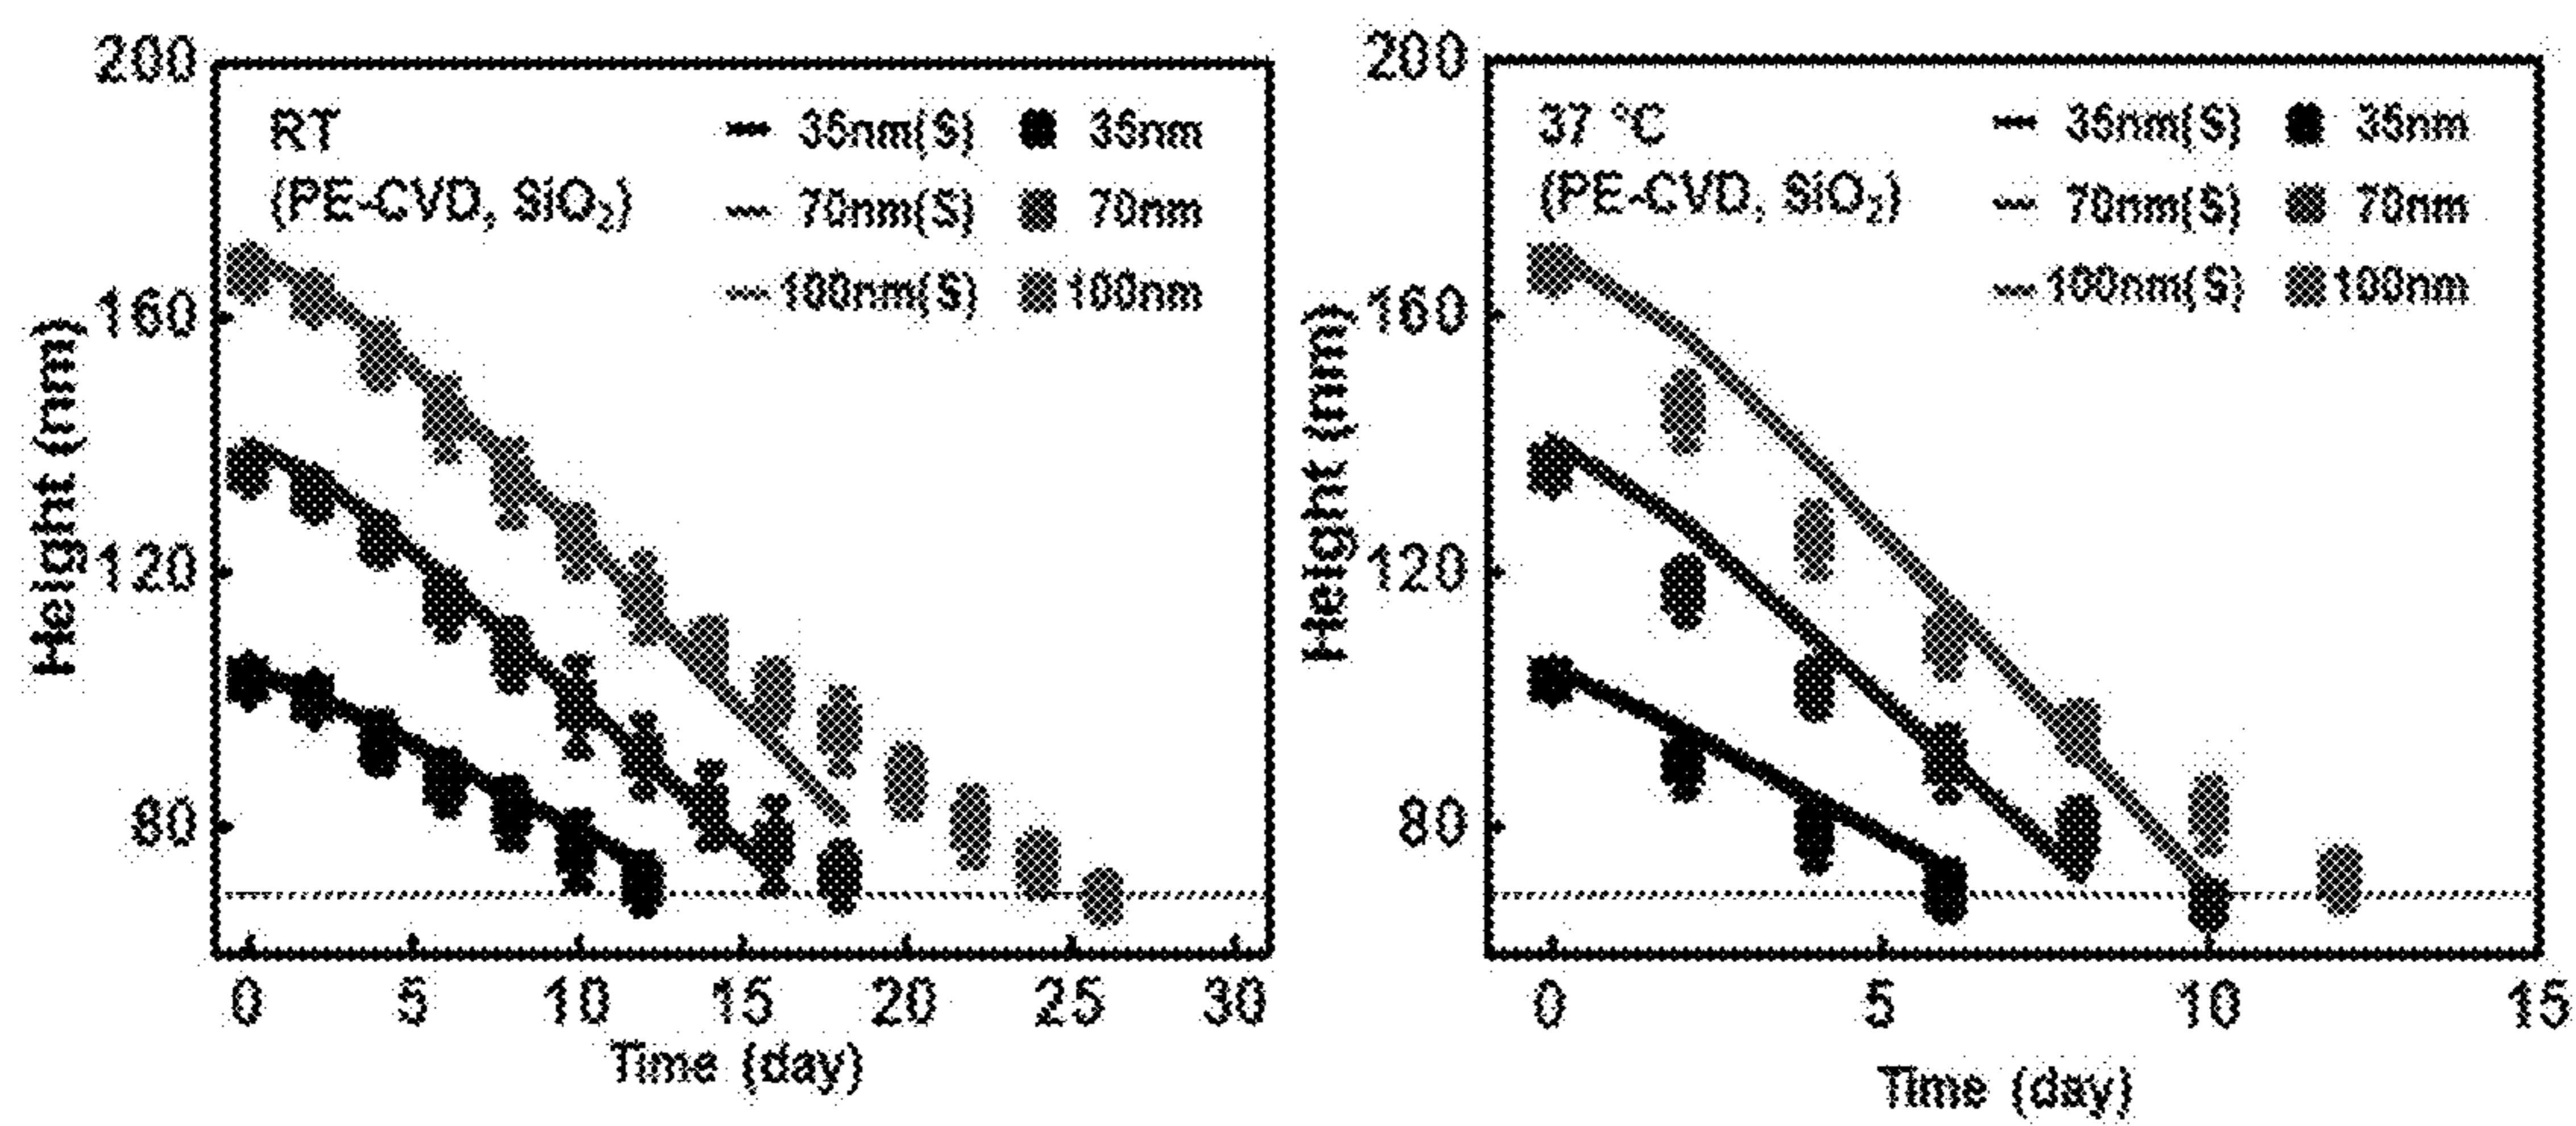 200
160
120
80
Height (nm)
RT
(PE-CVD, SiO₂)
35nm(S) 35nm
70nm(S) 70nm
100nm(S) 100nm
0 5 10 15 20 25 30
Time (day)
200
160
120
80
Height (nm)
37 °C
(PE-CVD, SiO₂)
35nm(S) 35nm
70nm(S) 70nm
100nm(S) 100nm
0 5 10 15
Time (day)